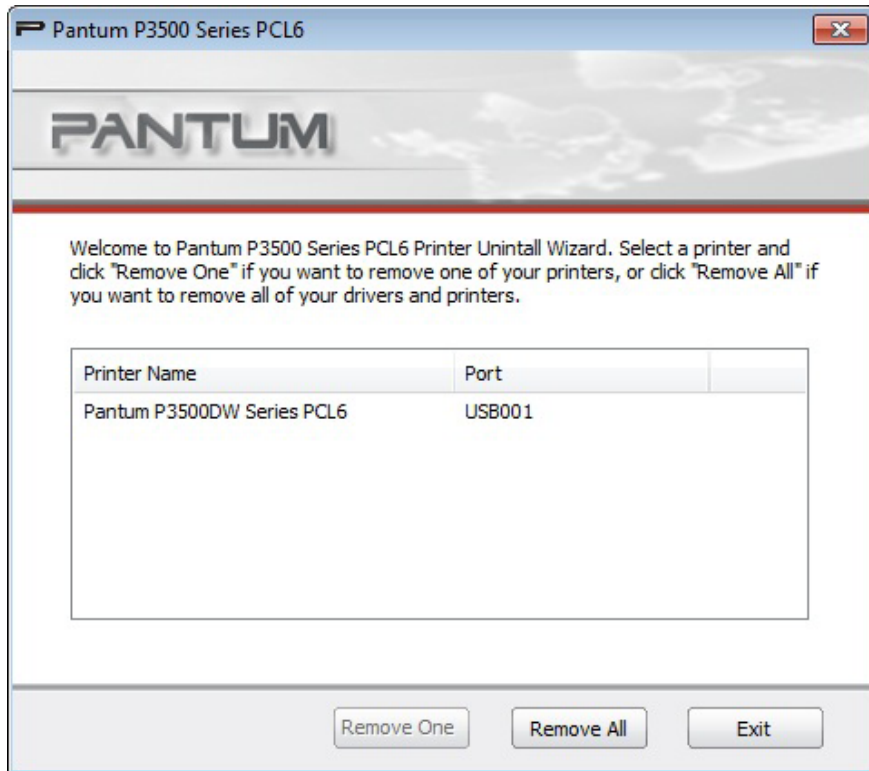 Pantum P3500 Series PCL6
PANTUM
Welcome to Pantum P3500 Series PCL6 Printer Unintall Wizard. Select a printer and
click "Remove One" if you want to remove one of your printers, or click "Remove All" if
you want to remove all of your drivers and printers.
Printer Name Port
Pantum P3500DW Series PCL6 USB001
Remove One Remove All Exit